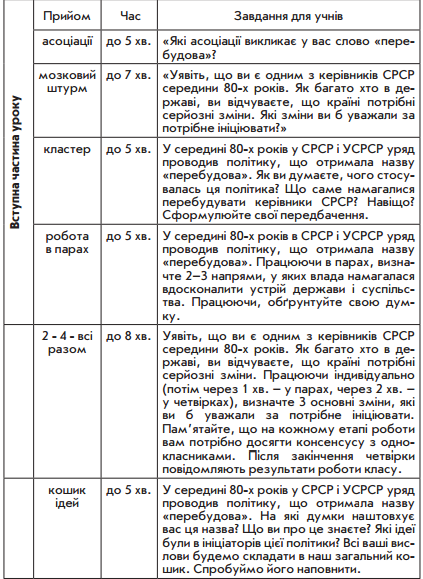 Прийом Час Завдання для учнів
Вступна частина уроку
асоціації до 5 хв. «Які асоціації викликає у вас слово «пере-
будова»?
мозковий до 7 хв. «Уявіть, що ви є одним з керівників СРСР
штурм середини 80-х років. Як багато хто в де-
ржаві, ви відчуваєте, що країні потрібні
серйозні зміни. Які зміни ви б уважали за
потрібне ініціювати?»
кластер до 5 хв. У середині 80-х років у СРСР і УСРСР уряд
проводив політику, що отримала назву
«перебудова». Як ви думаєте, чого стосу-
валась ця політика? Що саме намагалися
перебудувати керівники СРСР? Навіщо?
Сформулюйте свої передбачення.
робота до 5 хв. У середині 80-х років в СРСР і УСРСР уряд
в парах проводив політику, що отримала назву
«перебудова». Працюючи в парах, визна-
чте 2–3 напрями, у яких влада намагалася
вдосконалити устрій держави і суспільс-
тва. Працюючи, обґрунтуйте свою дум-
ку.
2 - 4 - всі до 8 хв. Уявіть, що ви є одним з керівників СРСР
разом середини 80-х років. Як багато хто в де-
ржаві, ви відчуваєте, що країні потрібні
серйозні зміни. Працюючи індивідуально
(потім через 1 хв. – у парах, через 2 хв. –
у четвірках), визначте 3 основні зміни, які
ви б уважали за потрібне ініціювати.
Пам’ятайте, що на кожному етапі роботи
вам потрібно досягти консенсусу з одно-
класниками. Після закінчення четвірки
повідомляють результати роботи класу.
кошик до 5 хв. У середині 80-х років у СРСР і УСРСР уряд
ідей проводив політику, що отримала назву
«перебудова». На які думки наштовхує
вас ця назва? Що ви про це знаєте? Які ідеї
були в ініціаторів цієї політики? Всі ваші вис-
лови будемо складати в наш загальний ко-
шик. Спробуймо його наповнити.